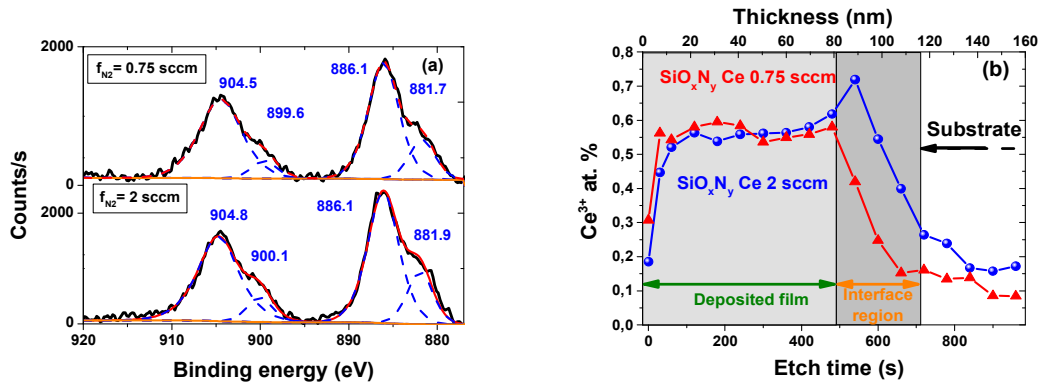 (a)
f_N2 = 0.75 sccm
904.5
899.6
886.1
881.7
2000
0
f_N2 = 2 sccm
904.8
900.1
886.1
881.9
2000
0
Counts/s
920 910 900 890 880
Binding energy (eV)
Thickness (nm)
0 20 40 60 80 100 120 140 160
(b)
SiOxNy Ce 0.75 sccm
Substrate
SiOxNy Ce 2 sccm
Deposited film
Interface
region
0,8
0,7
0,6
0,5
0,4
0,3
0,2
0,1
0,0
Ce3+ at. %
0 200 400 600 800
Etch time (s)